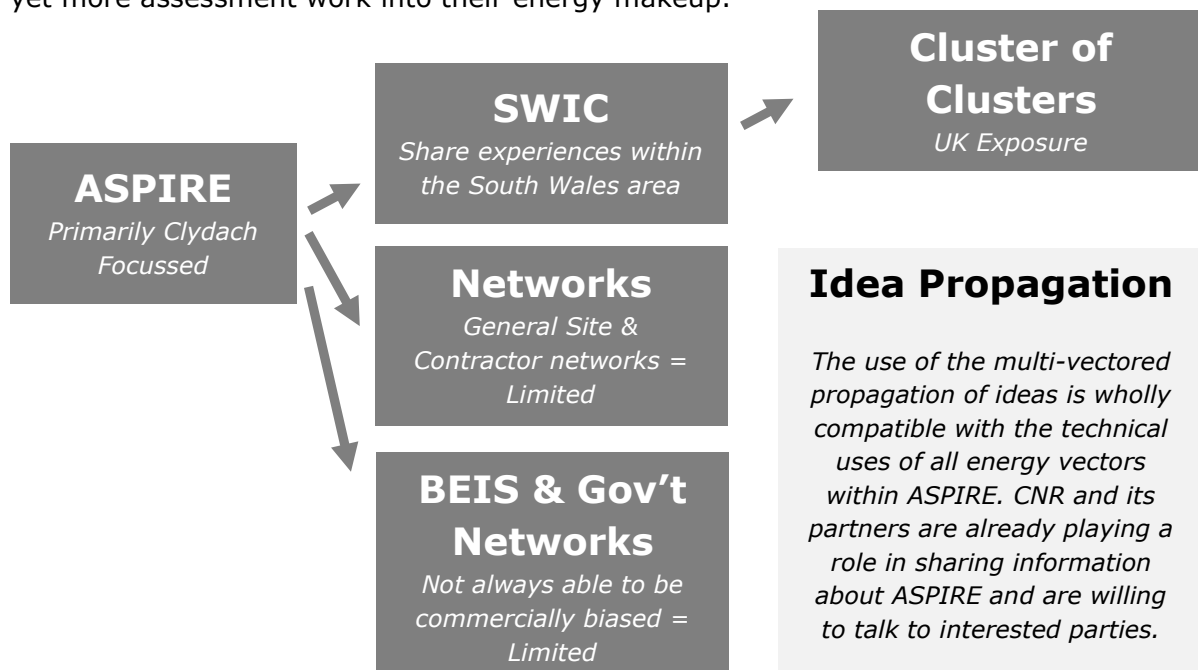 yet more assessment work into their energy makeup.
ASPIRE
Primarily Clydach
Focussed
SWIC
Share experiences within
the South Wales area
Cluster of
Clusters
UK Exposure
Networks
General Site &
Contractor networks =
Limited
BEIS & Gov’t
Networks
Not always able to be
commercially biased =
Limited
Idea Propagation
The use of the multi-vectored
propagation of ideas is wholly
compatible with the technical
uses of all energy vectors
within ASPIRE. CNR and its
partners are already playing a
role in sharing information
about ASPIRE and are willing
to talk to interested parties.